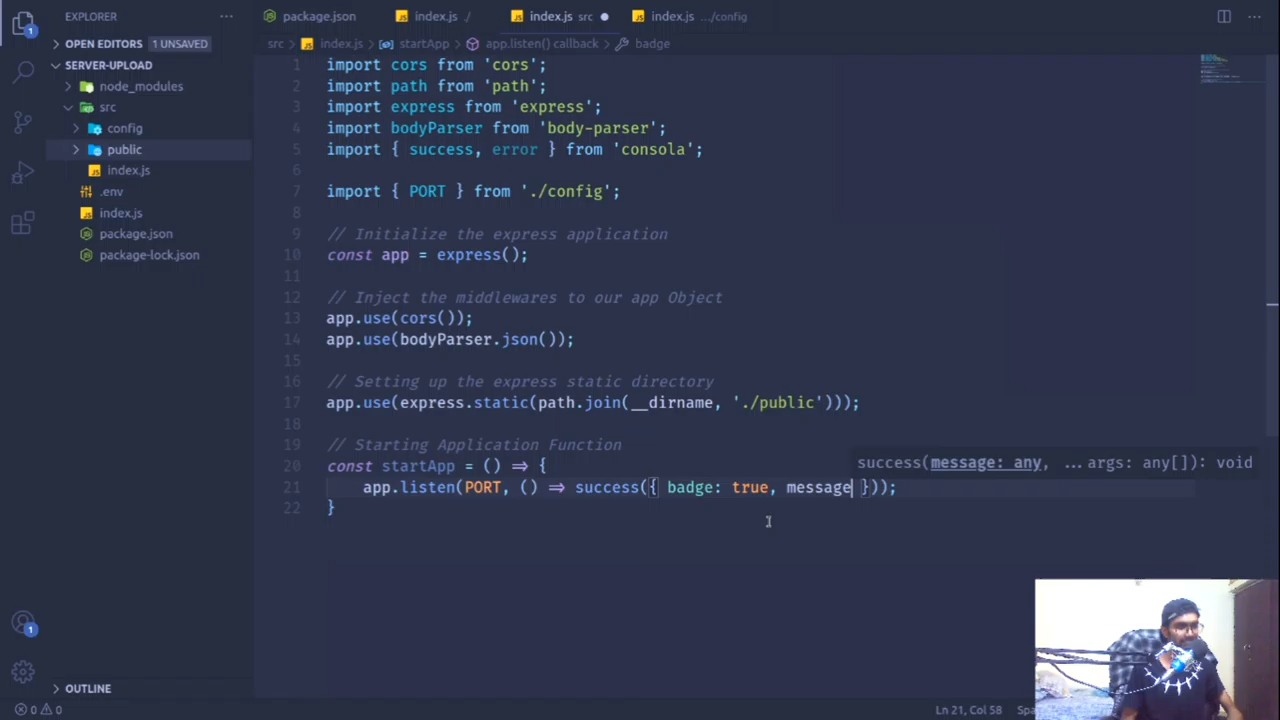 EXPLORER
package.json
index.js ./
index.js src
index.js .../config
OPEN EDITORS 1 UNSAVED
src > index.js > startApp > app.listen() callback > badge
SERVER-UPLOAD
node_modules
src
config
public
index.js
.env
index.js
package.json
package-lock.json
1 import cors from 'cors';
2 import path from 'path';
3 import express from 'express';
4 import bodyParser from 'body-parser';
5 import { success, error } from 'consola';
6
7 import { PORT } from './config';
8
9 // Initialize the express application
10 const app = express();
11
12 // Inject the middlewares to our app Object
13 app.use(cors());
14 app.use(bodyParser.json());
15
16 // Setting up the express static directory
17 app.use(express.static(path.join(__dirname, './public')));
18
19 // Starting Application Function
20 const startApp = () => {
success(message: any, ...args: any[]): void
21 app.listen(PORT, () => success({ badge: true, message }));
22 }
1
1
OUTLINE
0 0
Ln 21, Col 58